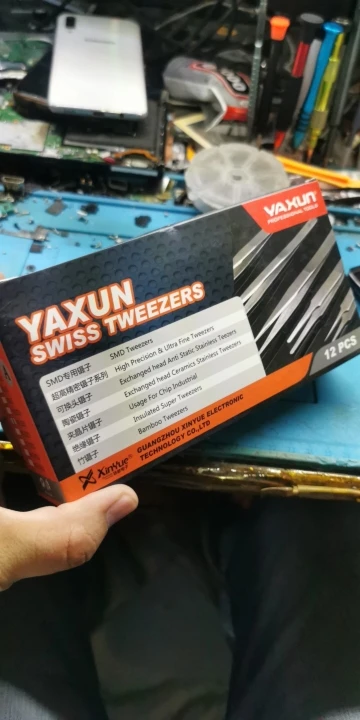 YAXUN
PROFESSIONAL TOOLS
YAXUN
SWISS TWEEZERS
SMD专用镊子 SMD Tweezers
超高精密镊子系列 High Precision & Ultra Fine Tweezers
可换头镊子 Exchanged head Anti Static Stainless Tweezers
陶瓷镊子 Exchanged head Ceramics Stainless Tweezers
夹晶片镊子 Usage For Chip Industrial
绝缘镊子 Insulated Super Tweezers
竹镊子 Bamboo Tweezers
12 PCS
XinYue
GUANGZHOU XINYUE ELECTRONIC
TECHNOLOGY CO.,LTD